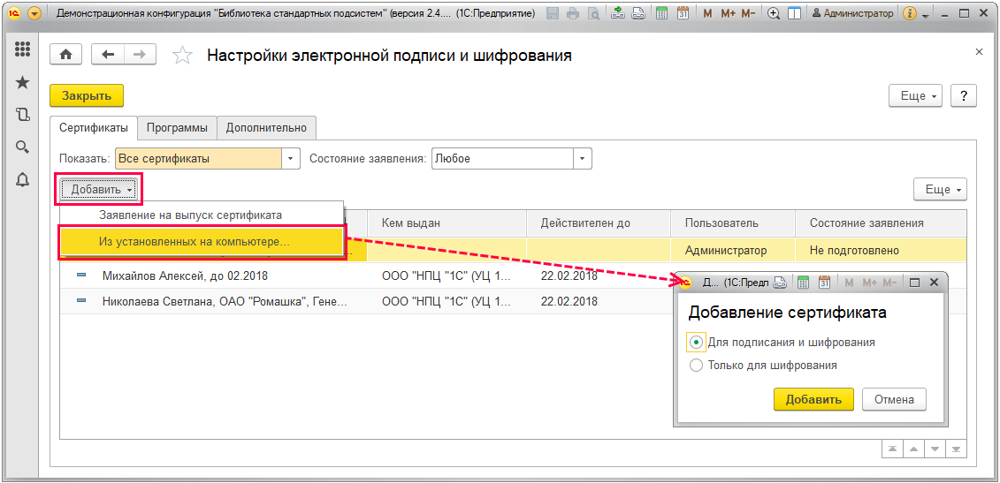 Демонстрационная конфигурация "Библиотека стандартных подсистем" (версия 2.4.... (1С:Предприятие) M M+ M- Администратор
Настройки электронной подписи и шифрования
Закрыть Еще ?
Сертификаты Программы Дополнительно
Показать: Все сертификаты Состояние заявления: Любое
Добавить Еще
Заявление на выпуск сертификата
Кем выдан Действителен до Пользователь Состояние заявления
Из установленных на компьютере...
Администратор Не подготовлено
Михайлов Алексей, до 02.2018 ООО "НПЦ "1С" (УЦ 1... 22.02.2018
Николаева Светлана, ОАО "Ромашка", Гене... ООО "НПЦ "1С" (УЦ 1... 22.02.2018
Д... (1С:Предп M M+ M-
Добавление сертификата
Для подписания и шифрования
Только для шифрования
Добавить Отмена